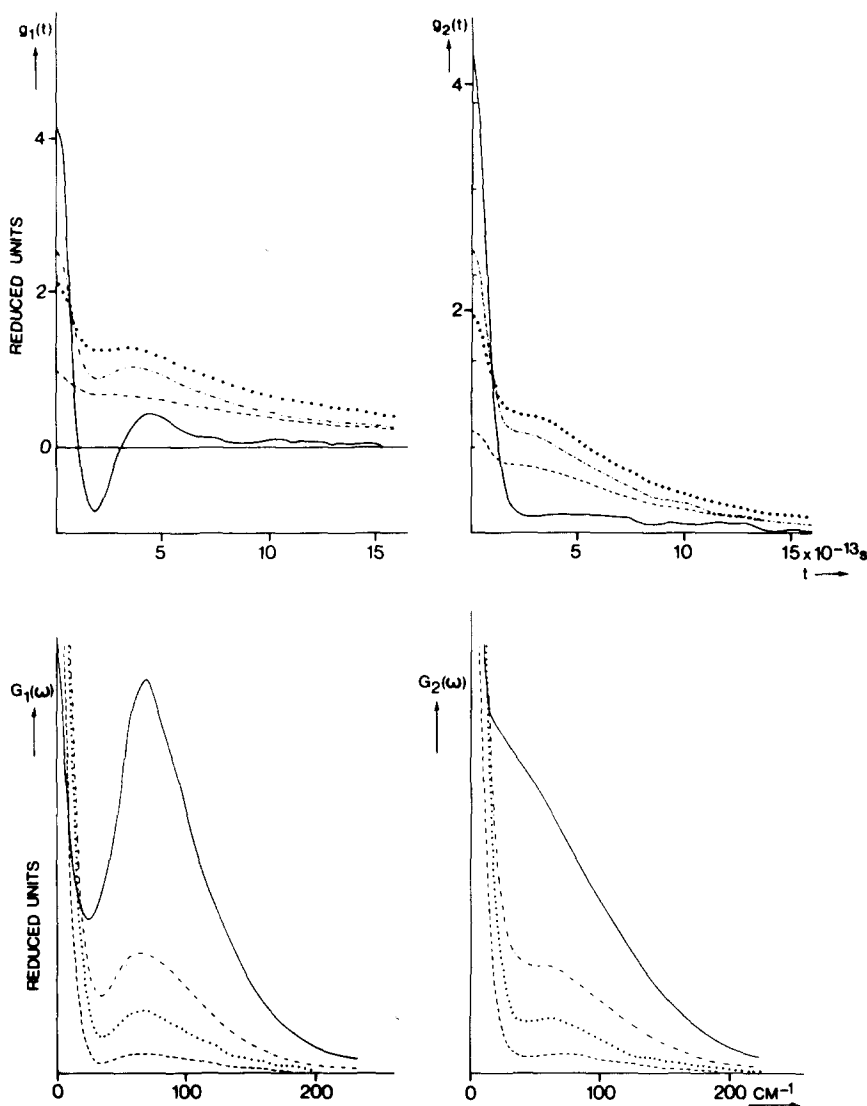 g₁(t)
g₂(t)
4
4
REDUCED UNITS
2
2
0
5
10
15
5
10
15 × 10⁻¹³s
t
G₁(ω)
G₂(ω)
REDUCED UNITS
0
100
200
0
100
200
CM⁻¹